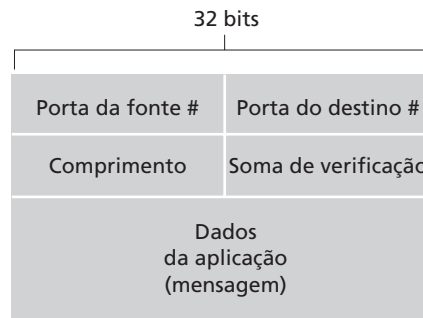 32 bits
Porta da fonte #
Porta do destino #
Comprimento
Soma de verificação
Dados
da aplicação
(mensagem)